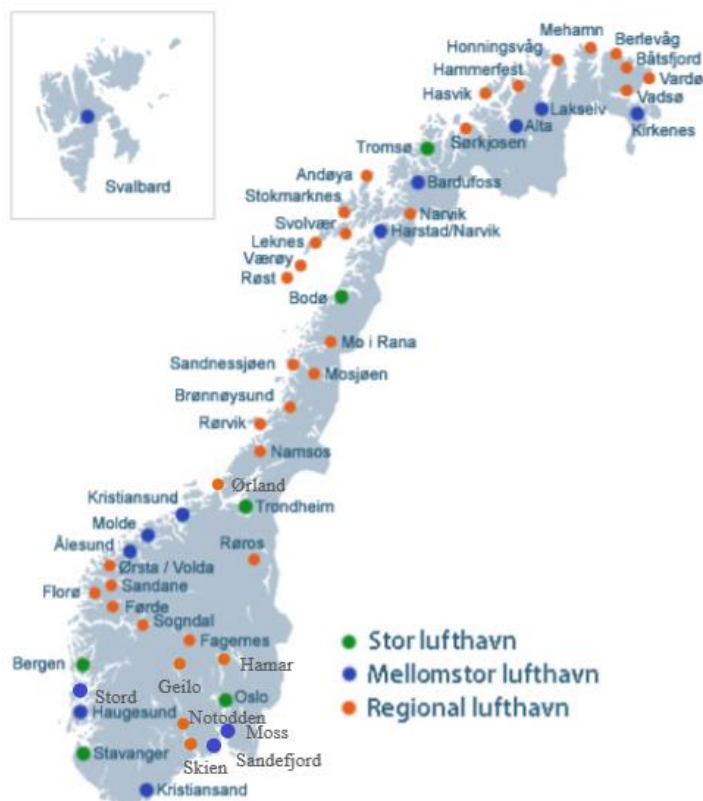 Mehamn
Berlevåg
Honningsvåg
Båtsfjord
Hammerfest
Vardø
Hasvik
Vadsø
Lakselv
Alta
Kirkenes
Sørkjosen
Tromsø
Svalbard
Andøya
Bardufoss
Stokmarknes
Narvik
Svolvær
Harstad/Narvik
Leknes
Værøy
Røst
Bodø
Mo i Rana
Sandnessjøen
Mosjøen
Brønnøysund
Rørvik
Namsos
Ørland
Kristiansund
Trondheim
Molde
Ålesund
Røros
Ørsta / Volda
Sandane
Florø
Førde
Sogndal
Fagernes
Stor lufthavn
Bergen
Hamar
Mellomstor lufthavn
Geilo
Stord
Oslo
Regional lufthavn
Haugesund
Notodden
Moss
Stavanger
Skien
Sandefjord
Kristiansand